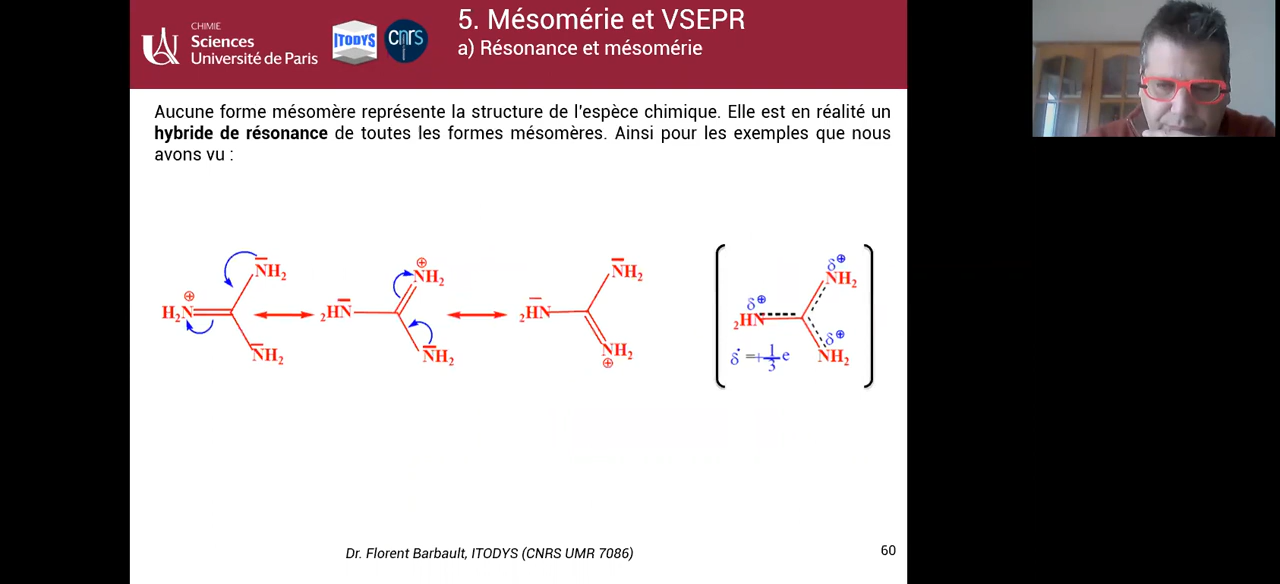 CHIMIE
Sciences
Université de Paris
ITODYS
cnrs
5. Mésomérie et VSEPR
a) Résonance et mésomérie
Aucune forme mésomère représente la structure de l'espèce chimique. Elle est en réalité un
hybride de résonance de toutes les formes mésomères. Ainsi pour les exemples que nous
avons vu :
NH₂
H₂N ⊕
NH₂
⊕ NH₂
₂HN
NH₂
NH₂
₂HN
NH₂ ⊕
δ⊕ NH₂
δ⊕ ₂HN
δ⊕ NH₂
δ⁺ = + 1/3 e
Dr. Florent Barbault, ITODYS (CNRS UMR 7086)
60